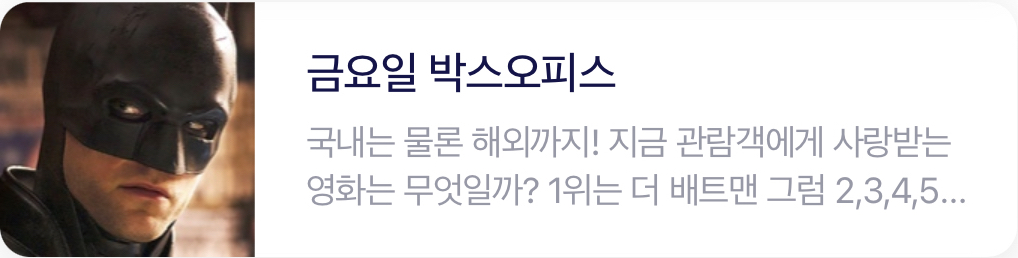 금요일 박스오피스
국내는 물론 해외까지! 지금 관람객에게 사랑받는
영화는 무엇일까? 1위는 더 배트맨 그럼 2,3,4,5...